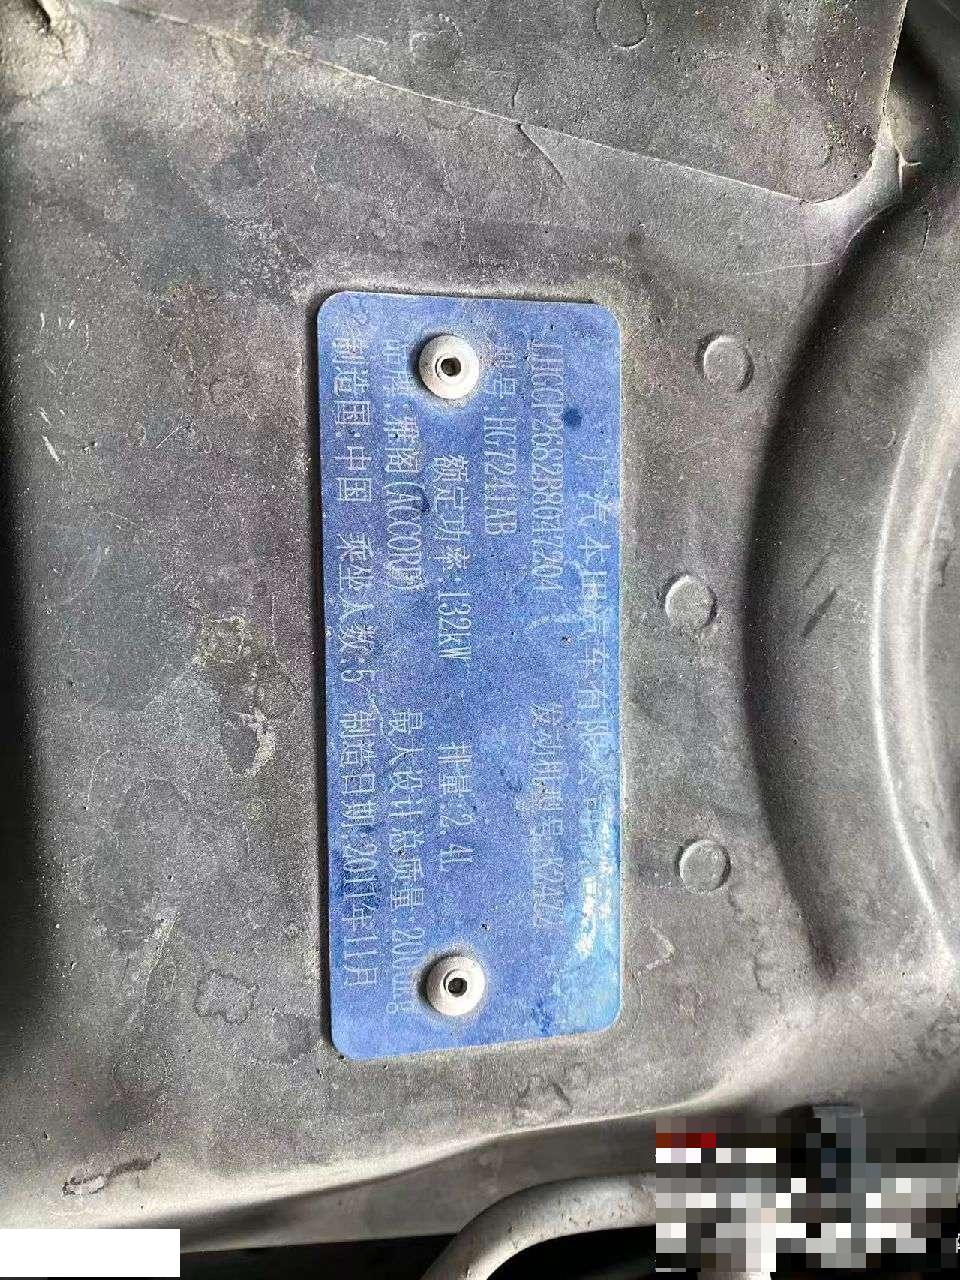 广汽本田汽车有限公司
LHGCP2682B8047204 发动机型号:K24Z2
型号:HG7241AB
额定功率:132kW 排量:2.4L
品牌:雅阁(ACCORD) 最大设计总质量:
制造国:中国 乘坐人数:5 制造日期:2011年11月